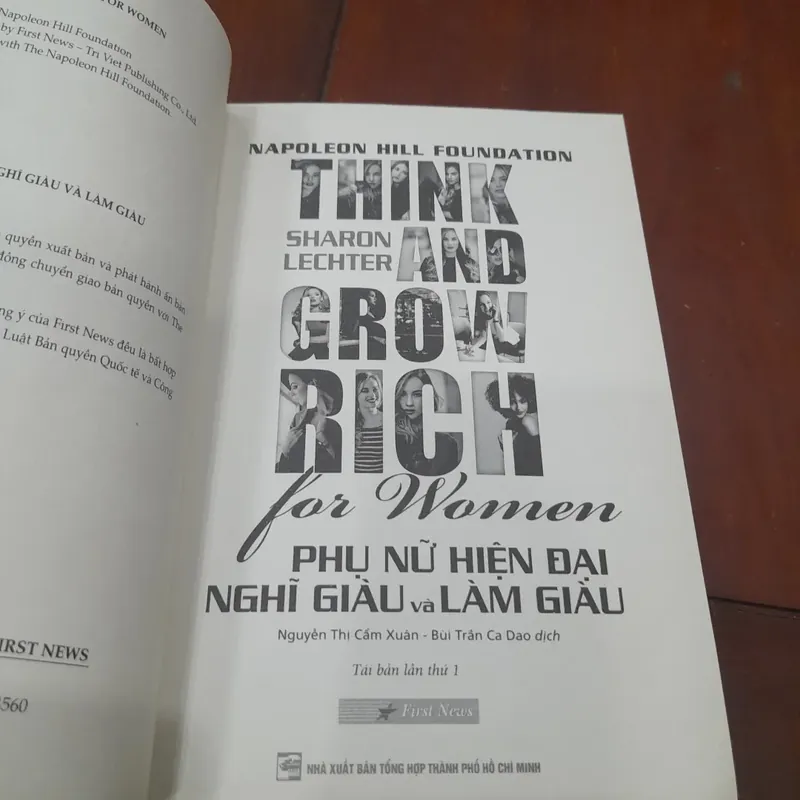 FOR WOMEN
Napoleon Hill Foundation
by First News – Tri Viet Publishing Co., Ltd.
with The Napoleon Hill Foundation.
GHĨ GIÀU VÀ LÀM GIÀU
quyền xuất bản và phát hành ấn bản
đồng chuyển giao bản quyền với The
ng ý của First News đều là bất hợp
Luật Bản quyền Quốc tế và Công
FIRST NEWS
4560
NAPOLEON HILL FOUNDATION
THINK
SHARON
LECHTER
AND
GROW
RICH
for Women
PHỤ NỮ HIỆN ĐẠI
NGHĨ GIÀU và LÀM GIÀU
Nguyễn Thị Cẩm Xuân - Bùi Trần Ca Dao dịch
Tái bản lần thứ 1
First News
NHÀ XUẤT BẢN TỔNG HỢP THÀNH PHỐ HỒ CHÍ MINH